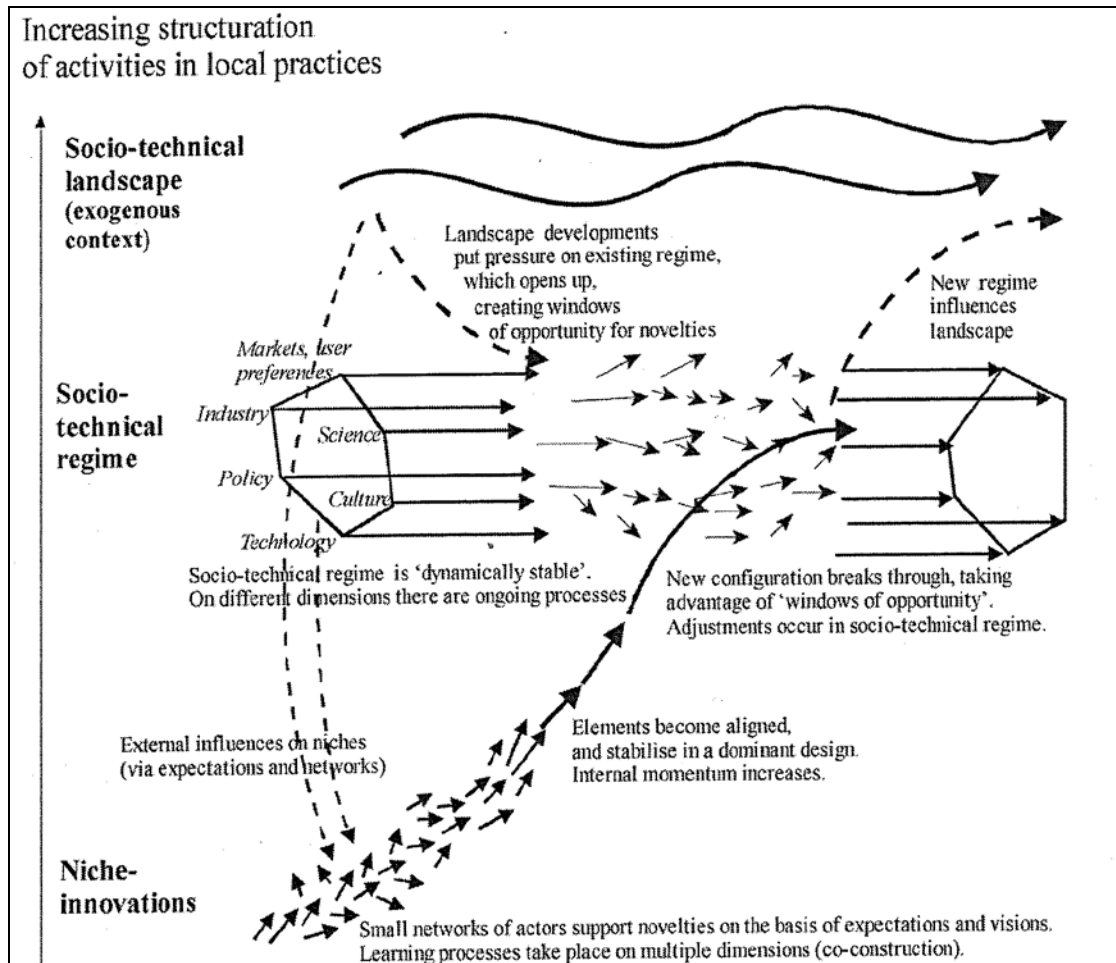 Increasing structuration
of activities in local practices
Socio-technical
landscape
(exogenous
context)
Landscape developments
put pressure on existing regime,
which opens up,
creating windows
of opportunity for novelties
New regime
influences
landscape
Markets, user
preferences
Industry
Science
Policy
Culture
Technology
Socio-
technical
regime
Socio-technical regime is 'dynamically stable'.
On different dimensions there are ongoing processes
New configuration breaks through, taking
advantage of 'windows of opportunity'.
Adjustments occur in socio-technical regime.
Elements become aligned,
and stabilise in a dominant design.
Internal momentum increases.
External influences on niches
(via expectations and networks)
Niche-
innovations
Small networks of actors support novelties on the basis of expectations and visions.
Learning processes take place on multiple dimensions (co-construction).